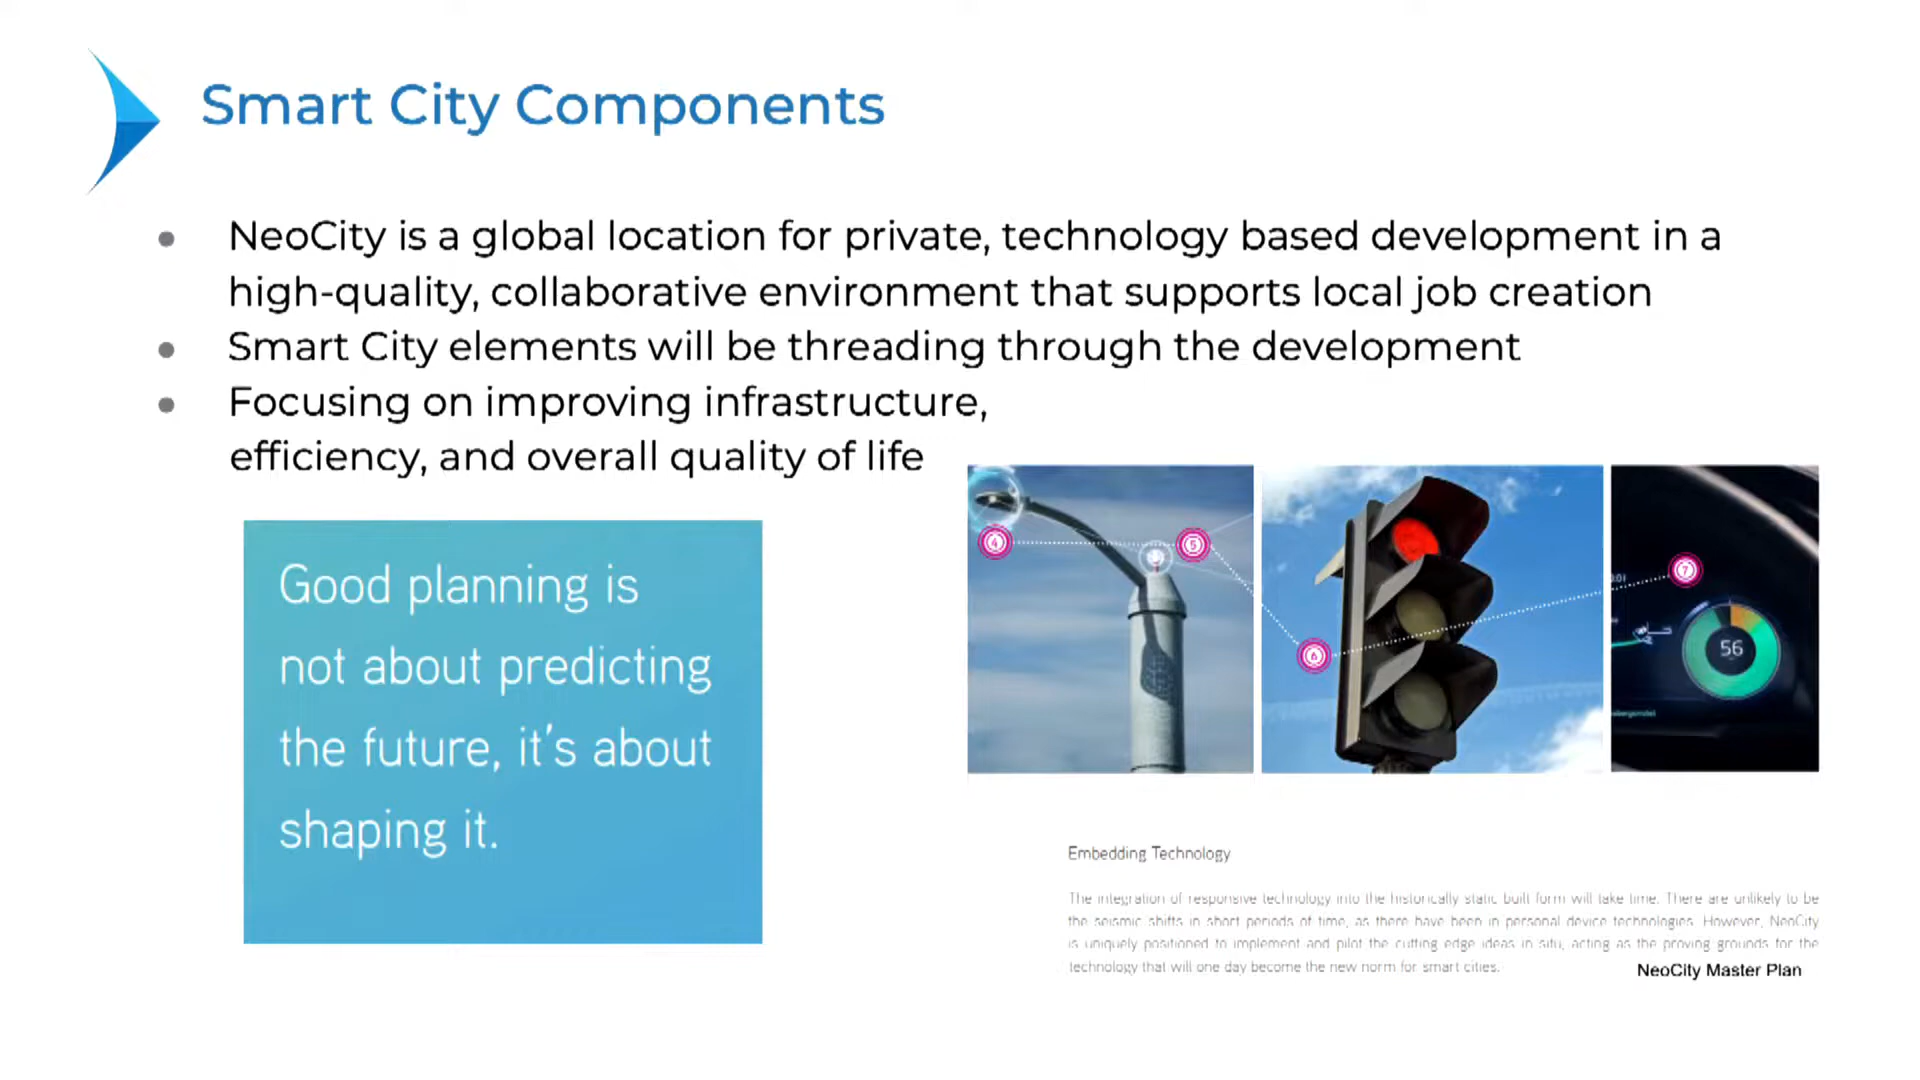 Smart City Components
NeoCity is a global location for private, technology based development in a
high-quality, collaborative environment that supports local job creation
Smart City elements will be threading through the development
Focusing on improving infrastructure,
efficiency, and overall quality of life
Good planning is
not about predicting
the future, it's about
shaping it.
4
5
6
7
56
Embedding Technology
The integration of responsive technology into the historically static built form will take time. There are unlikely to be
the seismic shifts in short periods of time, as there have been in personal device technologies. However, NeoCity
is uniquely positioned to implement and pilot the cutting edge ideas in situ, acting as the proving grounds for the
technology that will one day become the new norm for smart cities.
NeoCity Master Plan